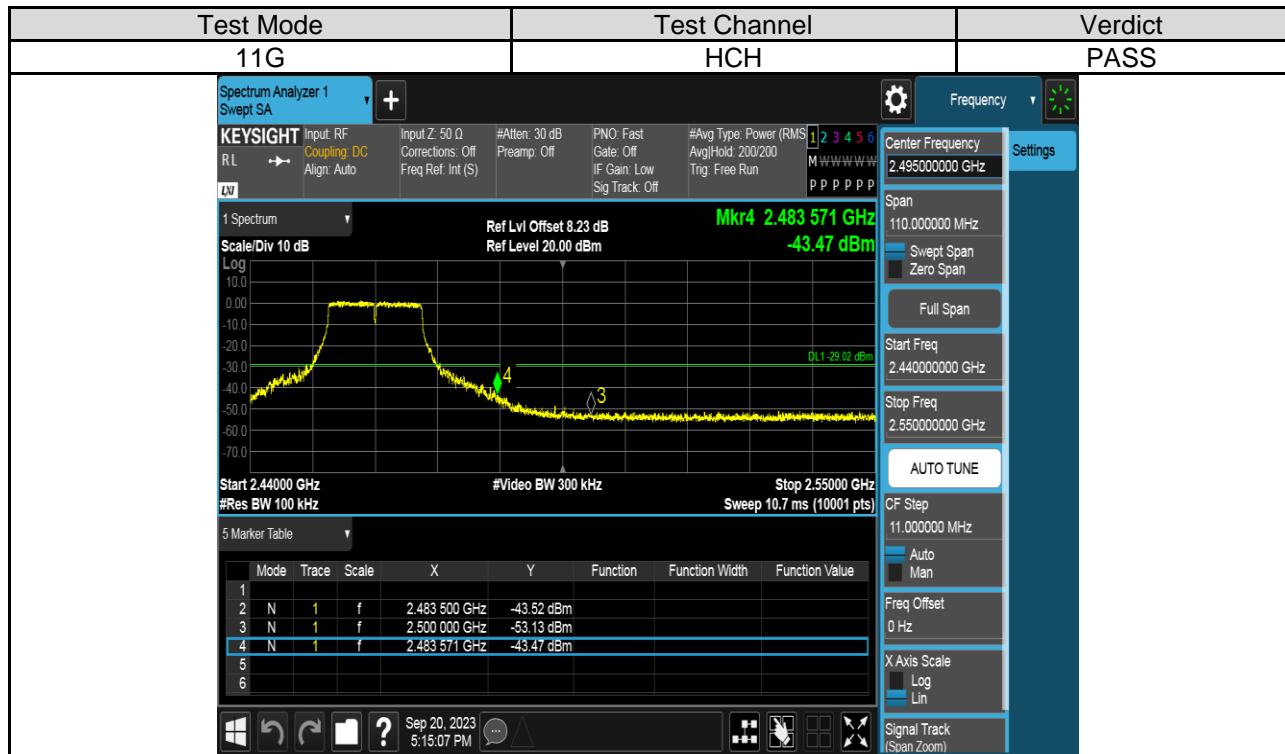 Test Mode Test Channel Verdict
11G HCH PASS
Spectrum Analyzer 1
Swept SA
+
Frequency
KEYSIGHT Input: RF Input Z: 50 Ω #Atten: 30 dB PNO: Fast #Avg Type: Power (RMS 1 2 3 4 5 6
RL Coupling: DC Corrections: Off Preamp: Off Gate: Off Avg|Hold: 200/200 M W W W W W
Align: Auto Freq Ref: Int (S) IF Gain: Low Trig: Free Run
LXI Sig Track: Off P P P P P P
Center Frequency
2.495000000 GHz
Settings
Span
110.000000 MHz
Swept Span
Zero Span
Full Span
Start Freq
2.440000000 GHz
Stop Freq
2.550000000 GHz
AUTO TUNE
CF Step
11.000000 MHz
Auto
Man
Freq Offset
0 Hz
X Axis Scale
Log
Lin
Signal Track
(Span Zoom)
1 Spectrum Ref Lvl Offset 8.23 dB Mkr4 2.483 571 GHz
Scale/Div 10 dB Ref Level 20.00 dBm -43.47 dBm
Log
10.0
0.00
-10.0
-20.0
DL1 -29.02 dBm
-30.0
4
-40.0
3
-50.0
-60.0
-70.0
Start 2.44000 GHz #Video BW 300 kHz Stop 2.55000 GHz
#Res BW 100 kHz Sweep 10.7 ms (10001 pts)
5 Marker Table
Mode Trace Scale X Y Function Function Width Function Value
1
2 N 1 f 2.483 500 GHz -43.52 dBm
3 N 1 f 2.500 000 GHz -53.13 dBm
4 N 1 f 2.483 571 GHz -43.47 dBm
5
6
? Sep 20, 2023
5:15:07 PM